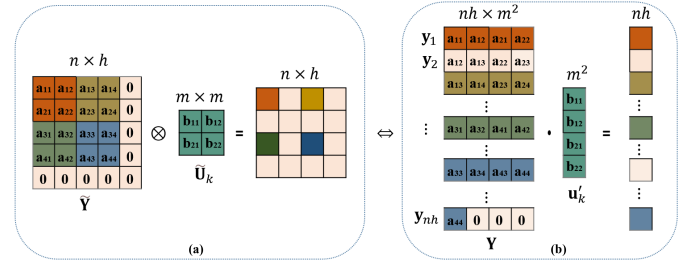 n × h
a11 a12 a13 a14 0
a21 a22 a23 a24 0
a31 a32 a33 a34 0
a41 a42 a43 a44 0
0 0 0 0 0
Ỹ
⊗
m × m
b11 b12
b21 b22
Ũk
=
n × h
(a)
⇔
nh × m²
y1 a11 a12 a21 a22
y2 a12 a13 a22 a23
a13 a14 a23 a24
⋮
⋮ a31 a32 a41 a42
⋮
a33 a34 a43 a44
⋮
ynh a44 0 0 0
Y
·
m²
b11
b12
b21
b22
u′k
=
nh
⋮
⋮
⋮
(b)